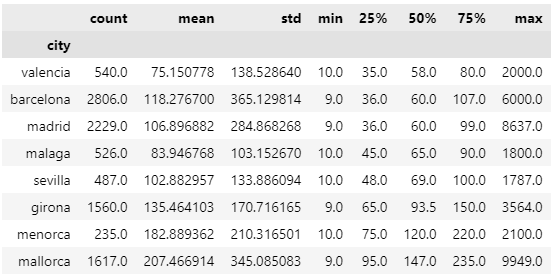 count mean std min 25% 50% 75% max
city
valencia 540.0 75.150778 138.528640 10.0 35.0 58.0 80.0 2000.0
barcelona 2806.0 118.276700 365.129814 9.0 36.0 60.0 107.0 6000.0
madrid 2229.0 106.896882 284.868268 9.0 36.0 60.0 99.0 8637.0
malaga 526.0 83.946768 103.152670 10.0 45.0 65.0 90.0 1800.0
sevilla 487.0 102.882957 133.886094 10.0 48.0 69.0 100.0 1787.0
girona 1560.0 135.464103 170.716165 9.0 65.0 93.5 150.0 3564.0
menorca 235.0 182.889362 210.316501 10.0 75.0 120.0 220.0 2100.0
mallorca 1617.0 207.466914 345.085083 9.0 95.0 147.0 235.0 9949.0